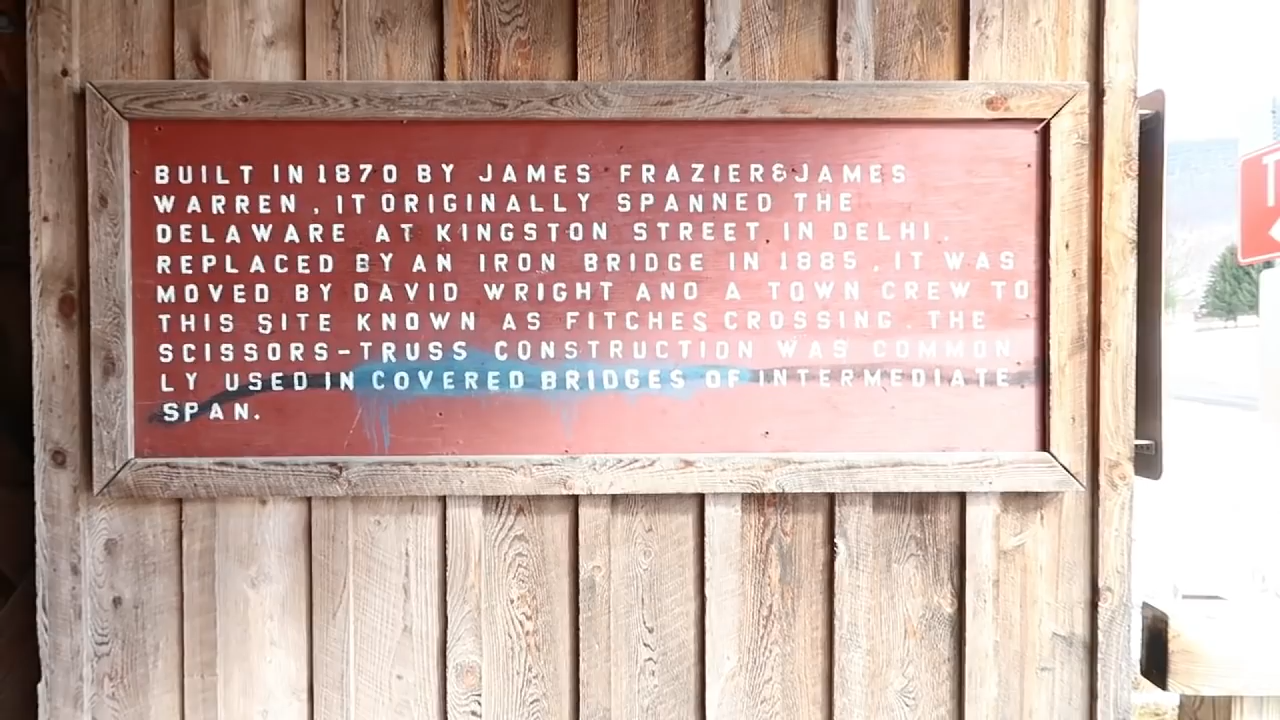 BUILT IN 1870 BY JAMES FRAZIER&JAMES
WARREN, IT ORIGINALLY SPANNED THE
DELAWARE AT KINGSTON STREET IN DELHI.
REPLACED BY AN IRON BRIDGE IN 1885, IT WAS
MOVED BY DAVID WRIGHT AND A TOWN CREW TO
THIS SITE KNOWN AS FITCHES CROSSING. THE
SCISSORS-TRUSS CONSTRUCTION WAS COMMON
LY USED IN COVERED BRIDGES OF INTERMEDIATE
SPAN.